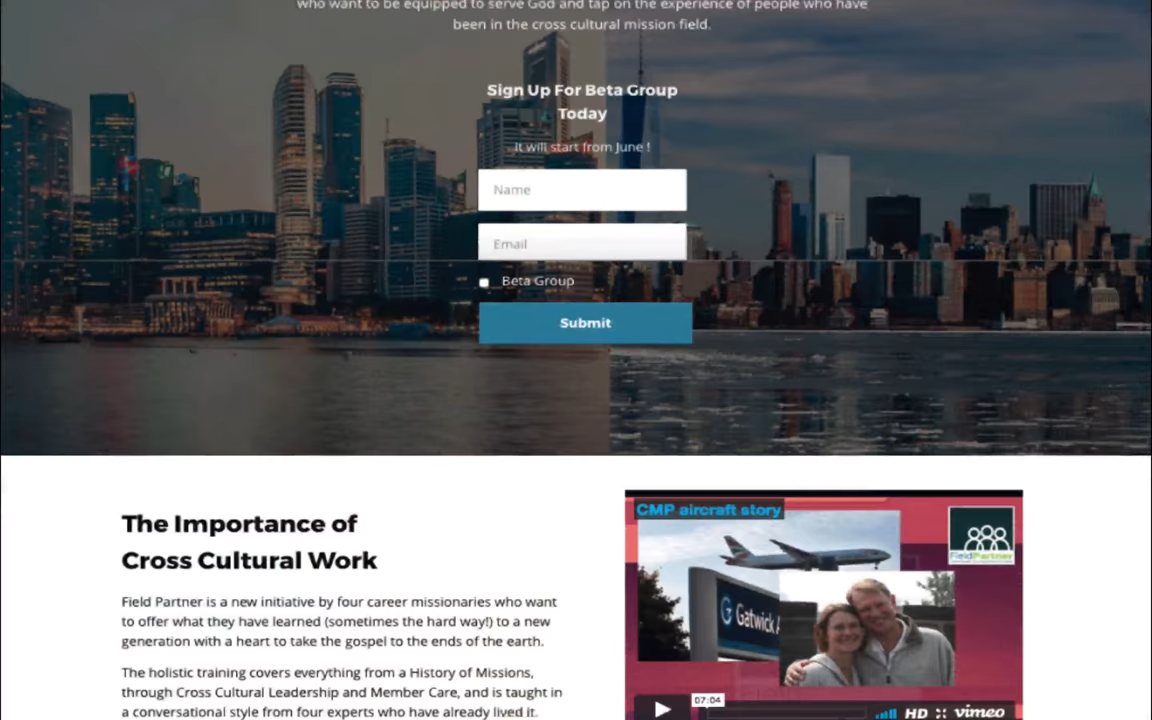 who want to be equipped to serve God and tap on the experience of people who have
been in the cross cultural mission field.
Sign Up For Beta Group
Today
It will start from June !
Name
Email
Beta Group
Submit
The Importance of
Cross Cultural Work
Field Partner is a new initiative by four career missionaries who want
to offer what they have learned (sometimes the hard way!) to a new
generation with a heart to take the gospel to the ends of the earth.
The holistic training covers everything from a History of Missions,
through Cross Cultural Leadership and Member Care, and is taught in
a conversational style from four experts who have already lived it.
CMP aircraft story
FieldPartner
Gatwick A
07:04
HD vimeo